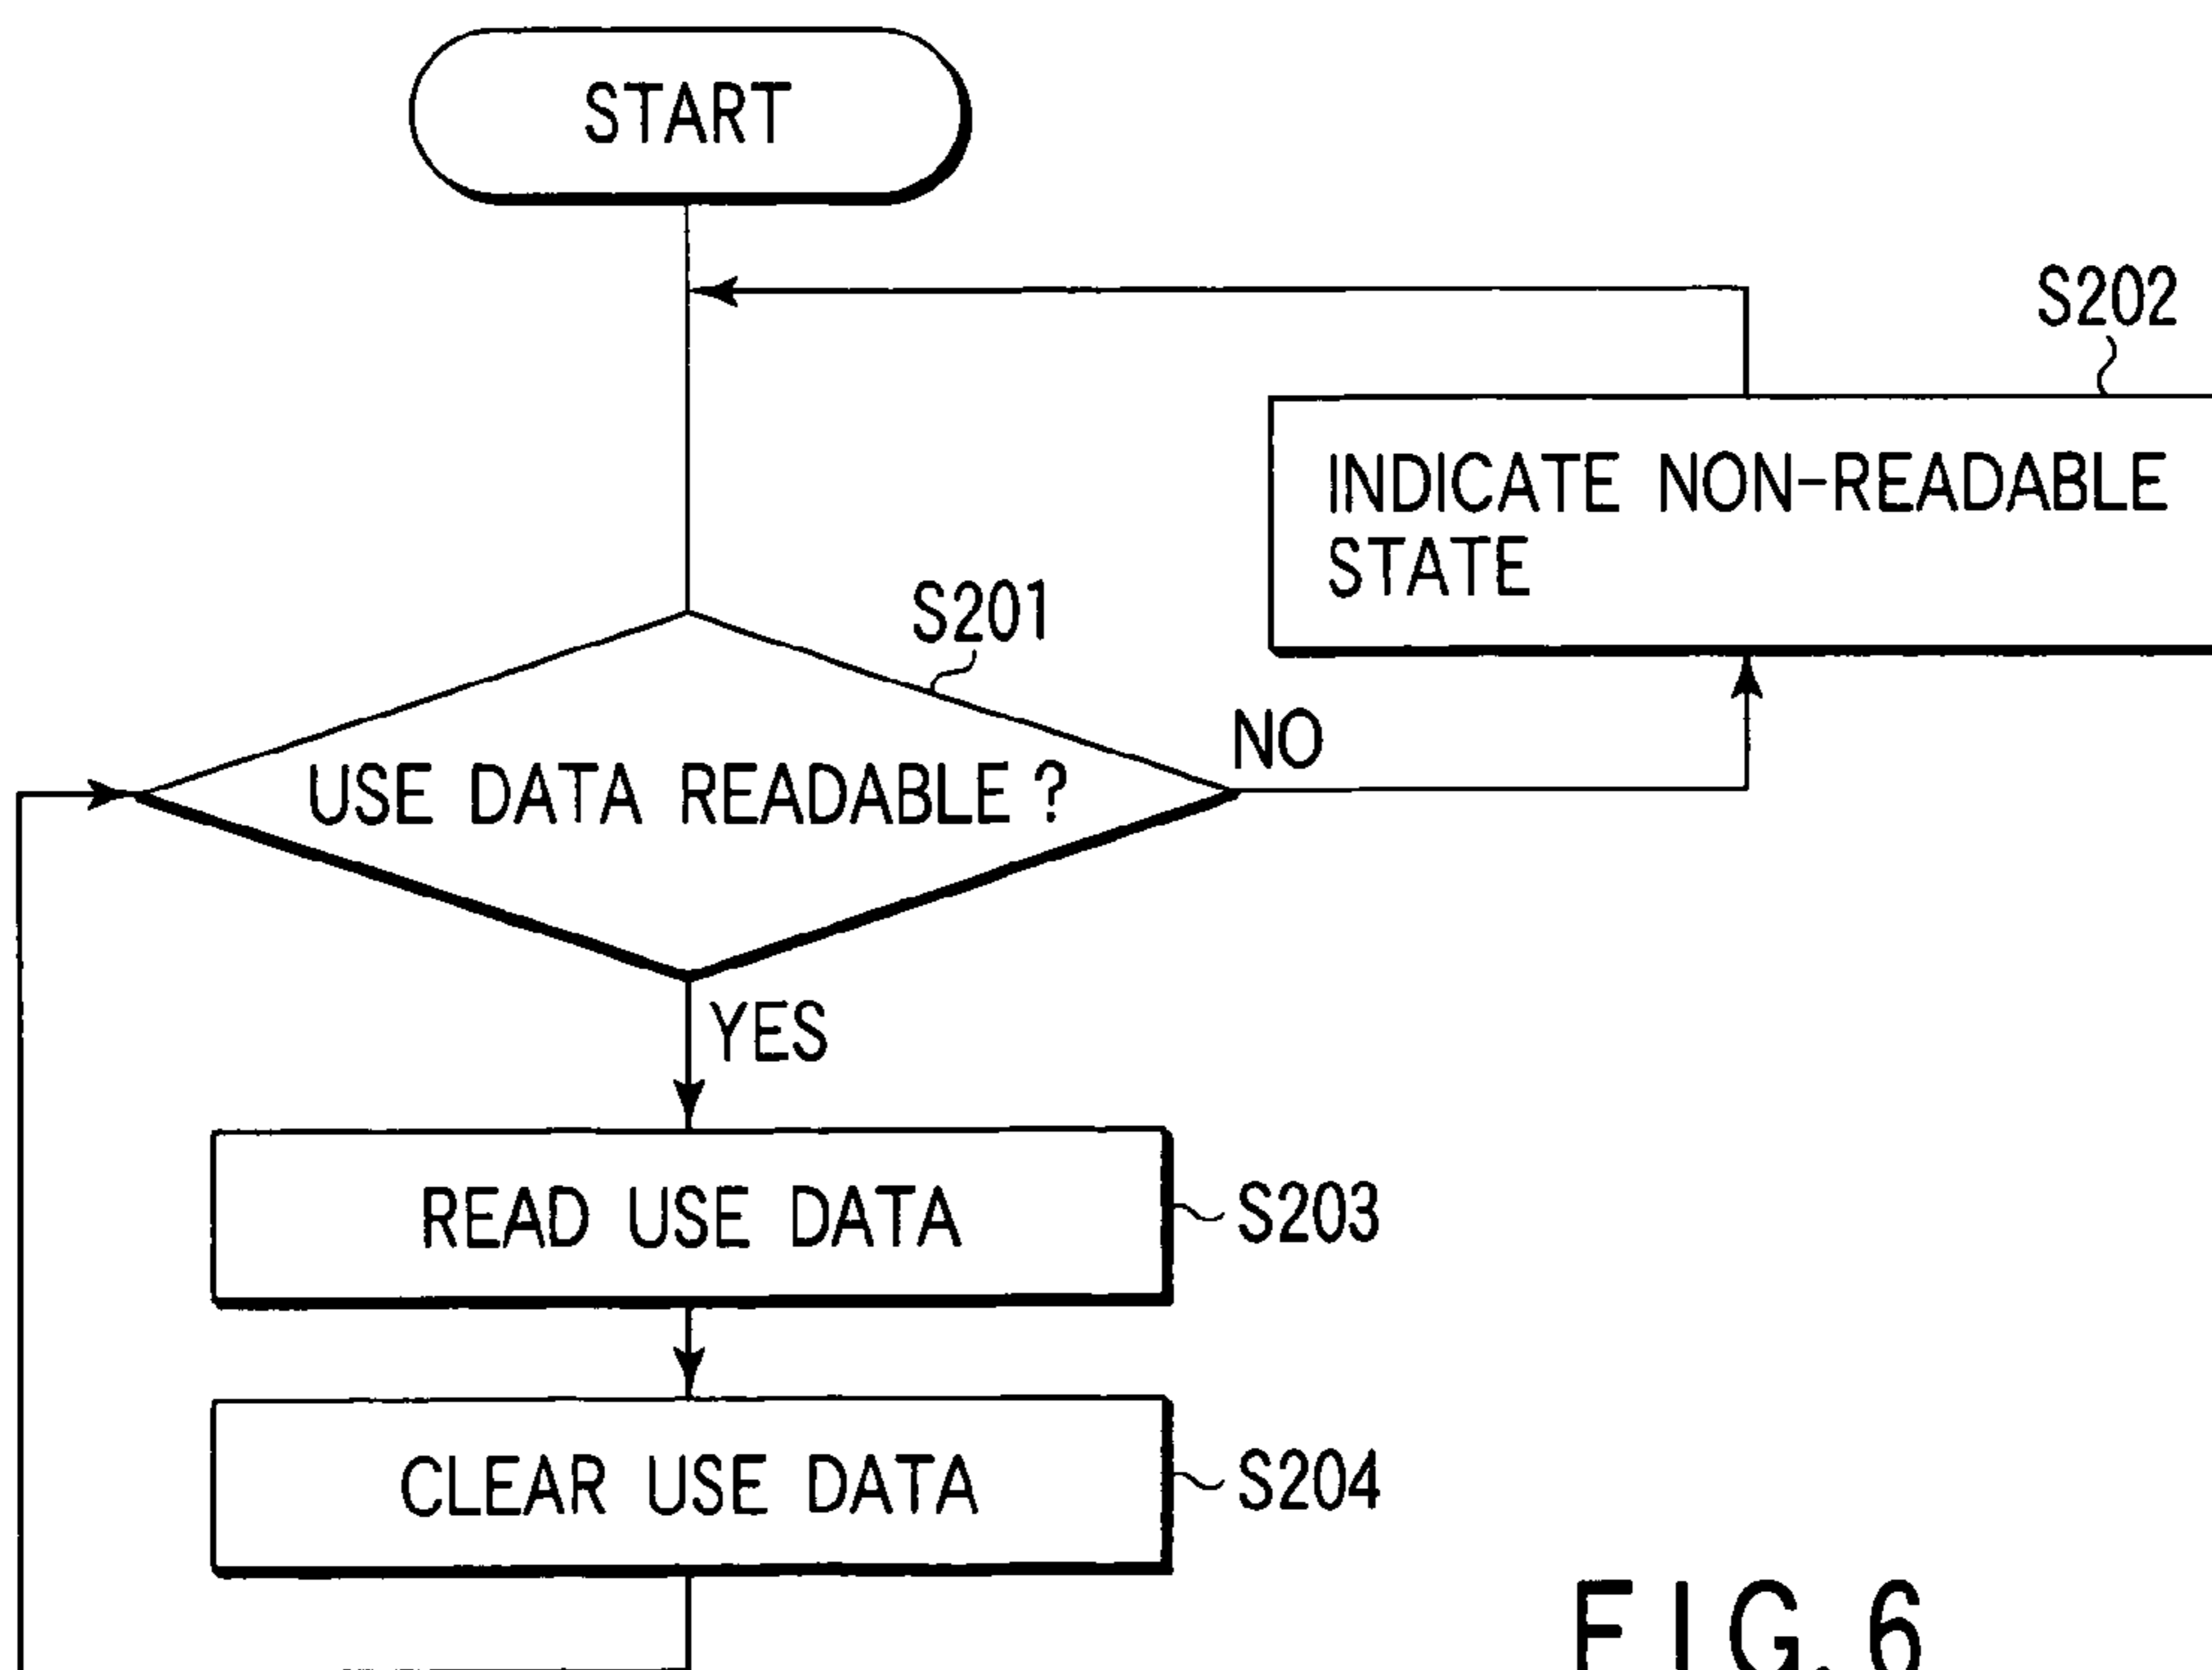 START
S202
INDICATE NON-READABLE
STATE
S201
NO
USE DATA READABLE ?
YES
READ USE DATA
S203
CLEAR USE DATA
S204
FIG. 6